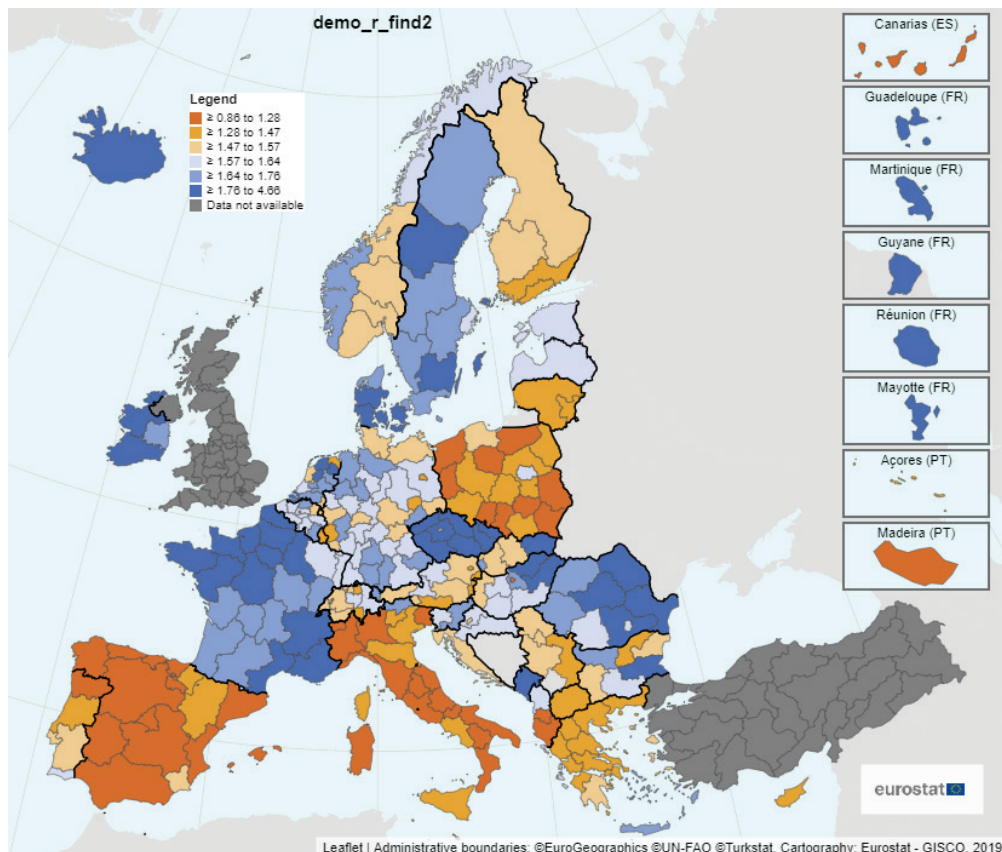 demo_r_find2
Legend
≥ 0.86 to 1.28
≥ 1.28 to 1.47
≥ 1.47 to 1.57
≥ 1.57 to 1.64
≥ 1.64 to 1.76
≥ 1.76 to 4.66
Data not available
Canarias (ES)
Guadeloupe (FR)
Martinique (FR)
Guyane (FR)
Réunion (FR)
Mayotte (FR)
Açores (PT)
Madeira (PT)
eurostat
Leaflet | Administrative boundaries: ©EuroGeographics ©UN-FAO ©Turkstat, Cartography: Eurostat - GISCO, 2019